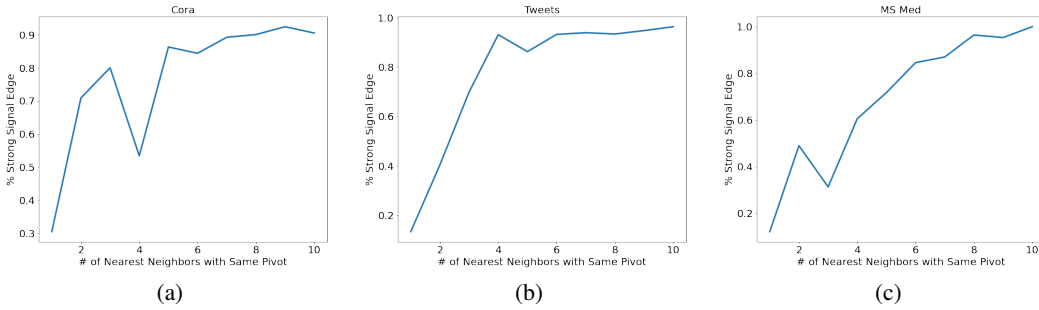 Cora
% Strong Signal Edge
0.9
0.8
0.7
0.6
0.5
0.4
0.3
2 4 6 8 10
# of Nearest Neighbors with Same Pivot
(a)
Tweets
% Strong Signal Edge
1.0
0.8
0.6
0.4
0.2
2 4 6 8 10
# of Nearest Neighbors with Same Pivot
(b)
MS Med
% Strong Signal Edge
1.0
0.8
0.6
0.4
0.2
2 4 6 8 10
# of Nearest Neighbors with Same Pivot
(c)